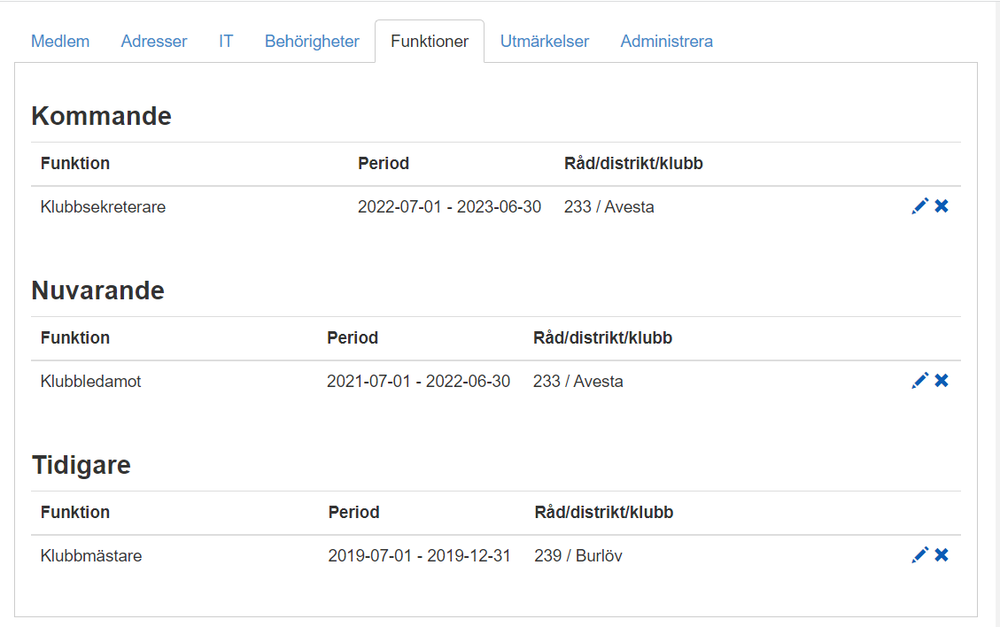 Medlem Adresser IT Behörigheter Funktioner Utmärkelser Administrera
Kommande
Funktion Period Råd/distrikt/klubb
Klubbsekreterare 2022-07-01 - 2023-06-30 233 / Avesta
Nuvarande
Funktion Period Råd/distrikt/klubb
Klubbledamot 2021-07-01 - 2022-06-30 233 / Avesta
Tidigare
Funktion Period Råd/distrikt/klubb
Klubbmästare 2019-07-01 - 2019-12-31 239 / Burlöv